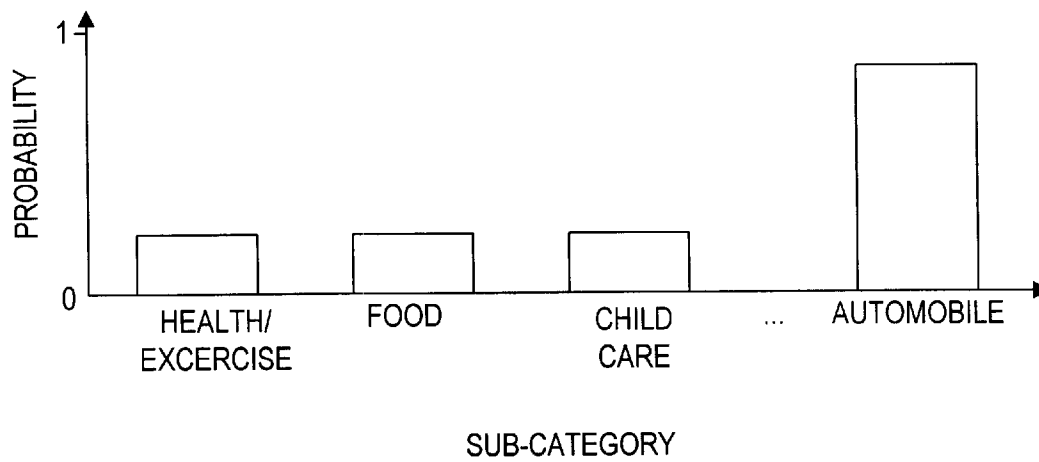 1
PROBABILITY
0
HEALTH/
EXCERCISE
FOOD
CHILD
CARE
...
AUTOMOBILE
SUB-CATEGORY